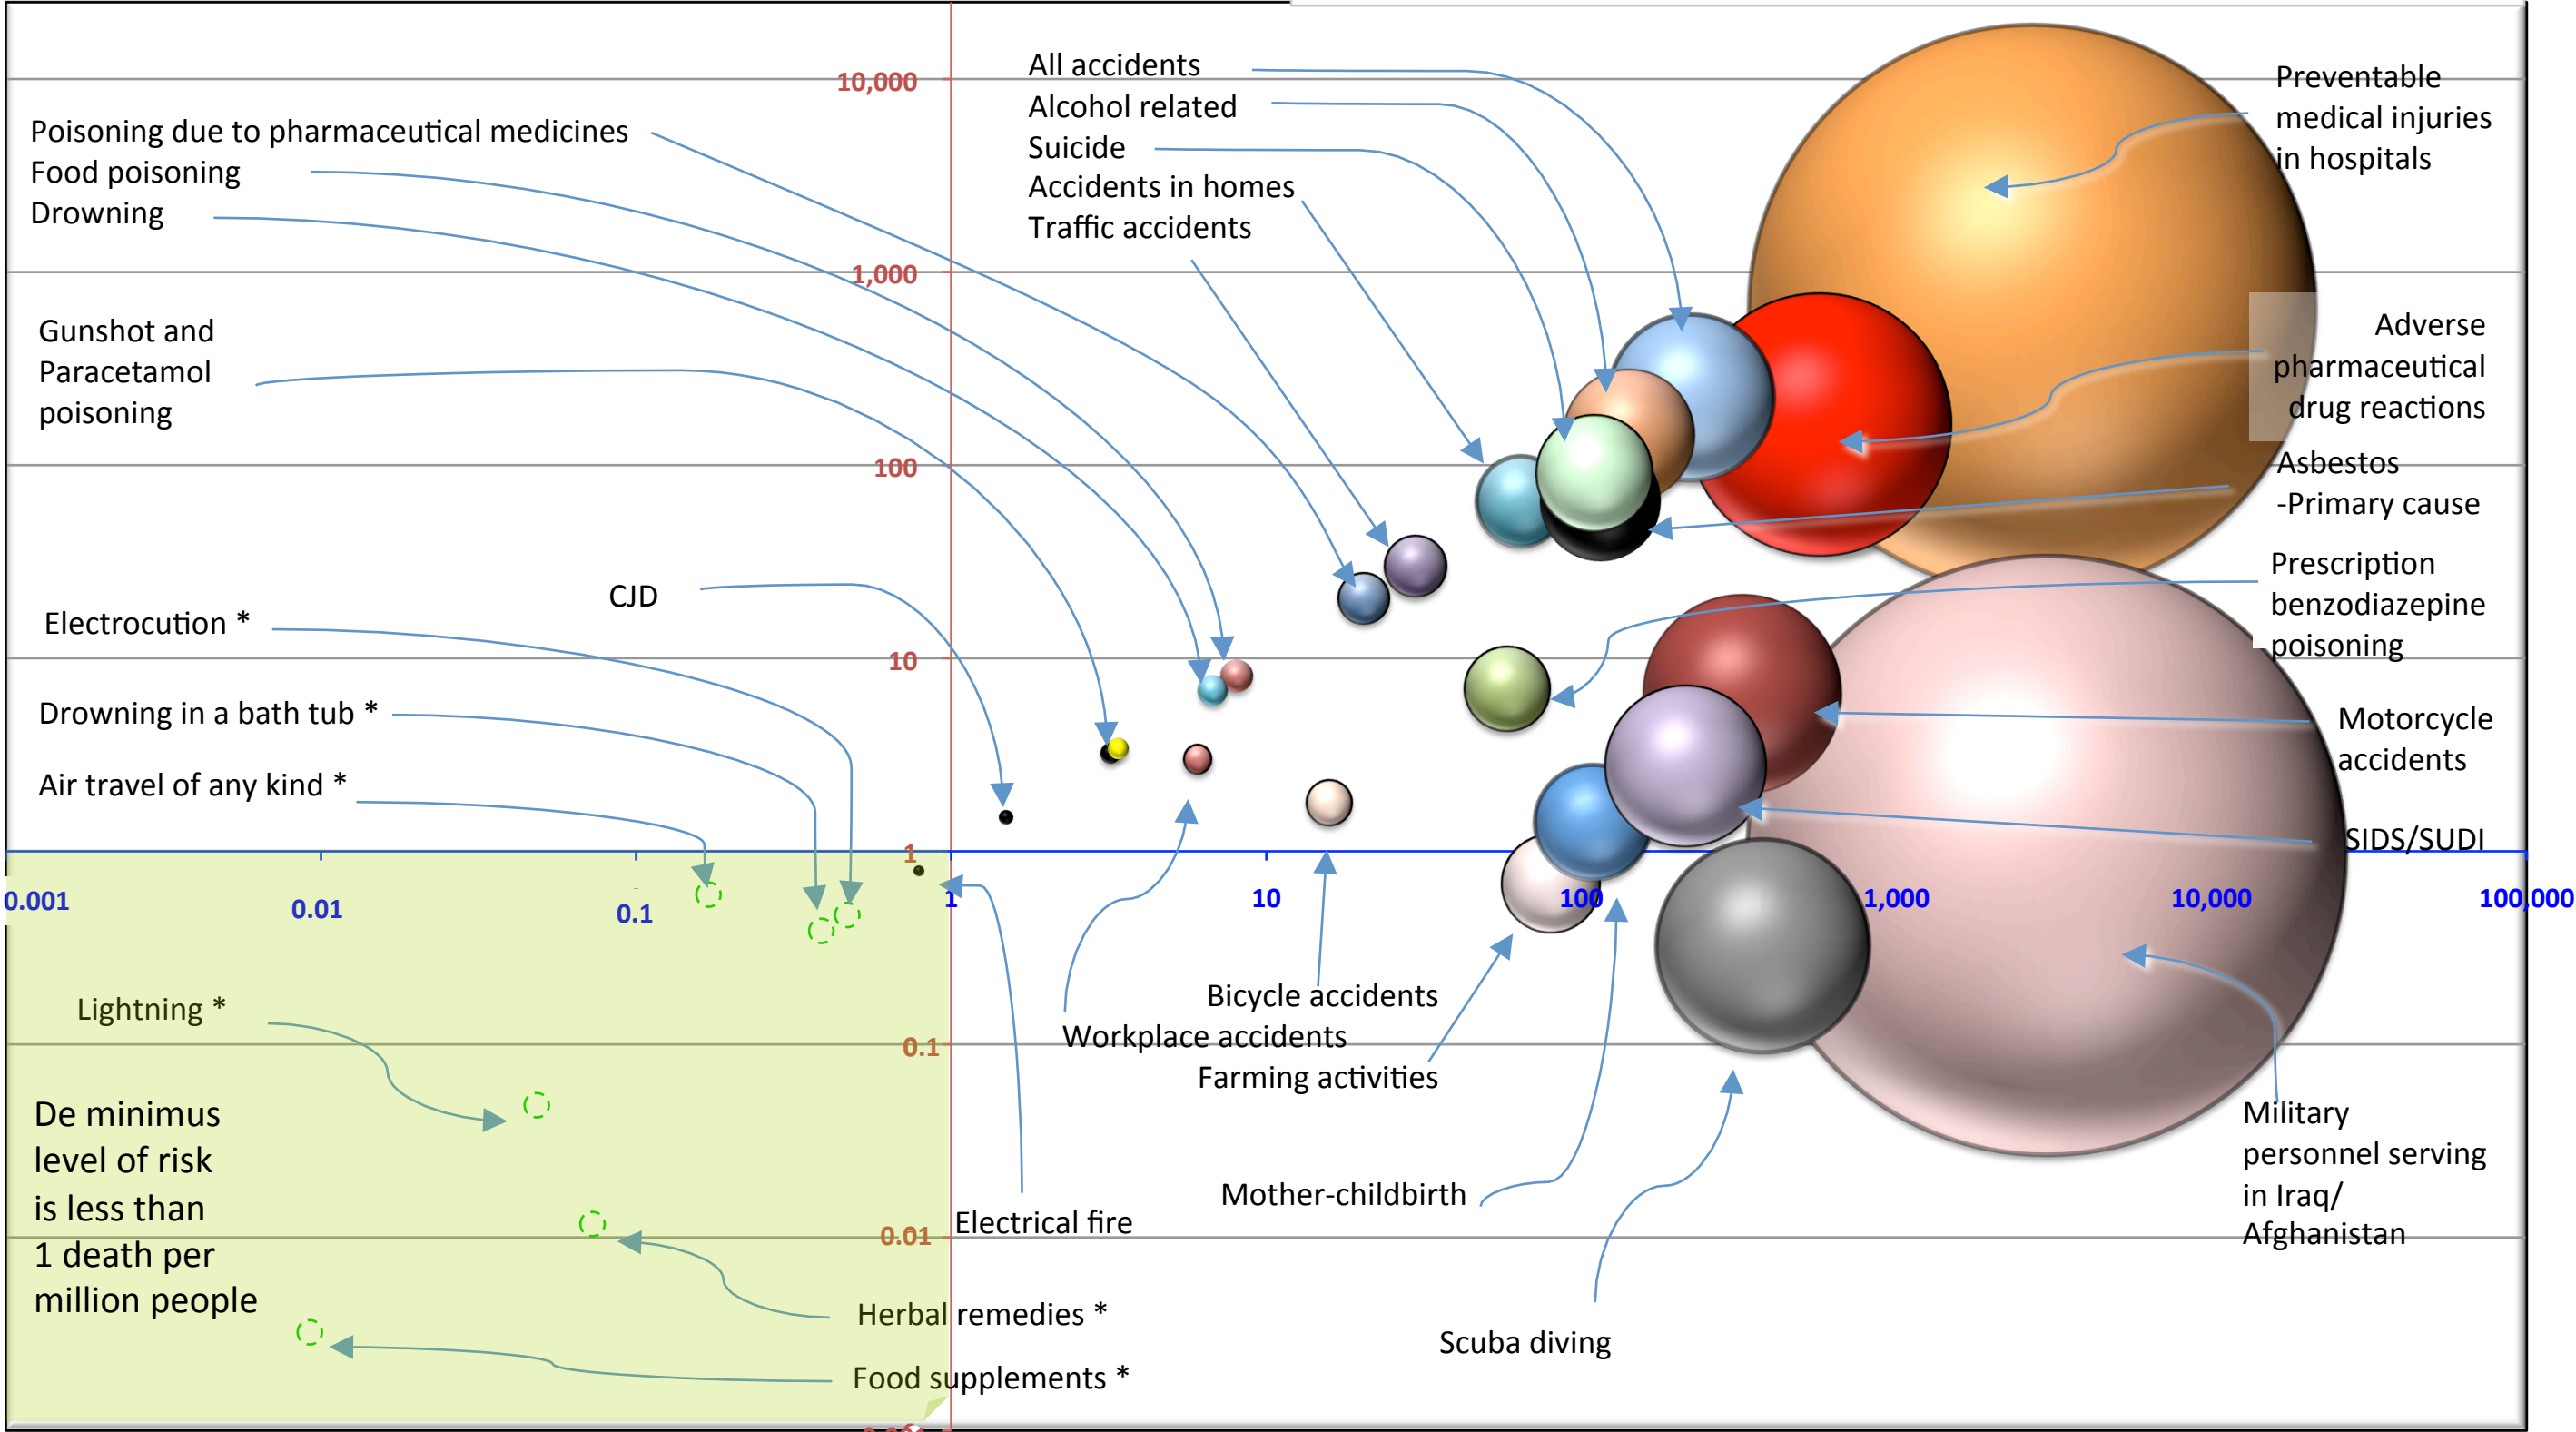 10,000
1,000
100
10
1
0.1
0.01
0.001
0.01
0.1
1
10
100
1,000
10,000
100,000
Poisoning due to pharmaceutical medicines
Food poisoning
Drowning
Gunshot and
Paracetamol
poisoning
CJD
Electrocution *
Drowning in a bath tub *
Air travel of any kind *
Lightning *
De minimus
level of risk
is less than
1 death per
million people
Herbal remedies *
Food supplements *
Electrical fire
All accidents
Alcohol related
Suicide
Accidents in homes
Traffic accidents
Bicycle accidents
Workplace accidents
Farming activities
Mother-childbirth
Scuba diving
Preventable
medical injuries
in hospitals
Adverse
pharmaceutical
drug reactions
Asbestos
-Primary cause
Prescription
benzodiazepine
poisoning
Motorcycle
accidents
SIDS/SUDI
Military
personnel serving
in Iraq/
Afghanistan